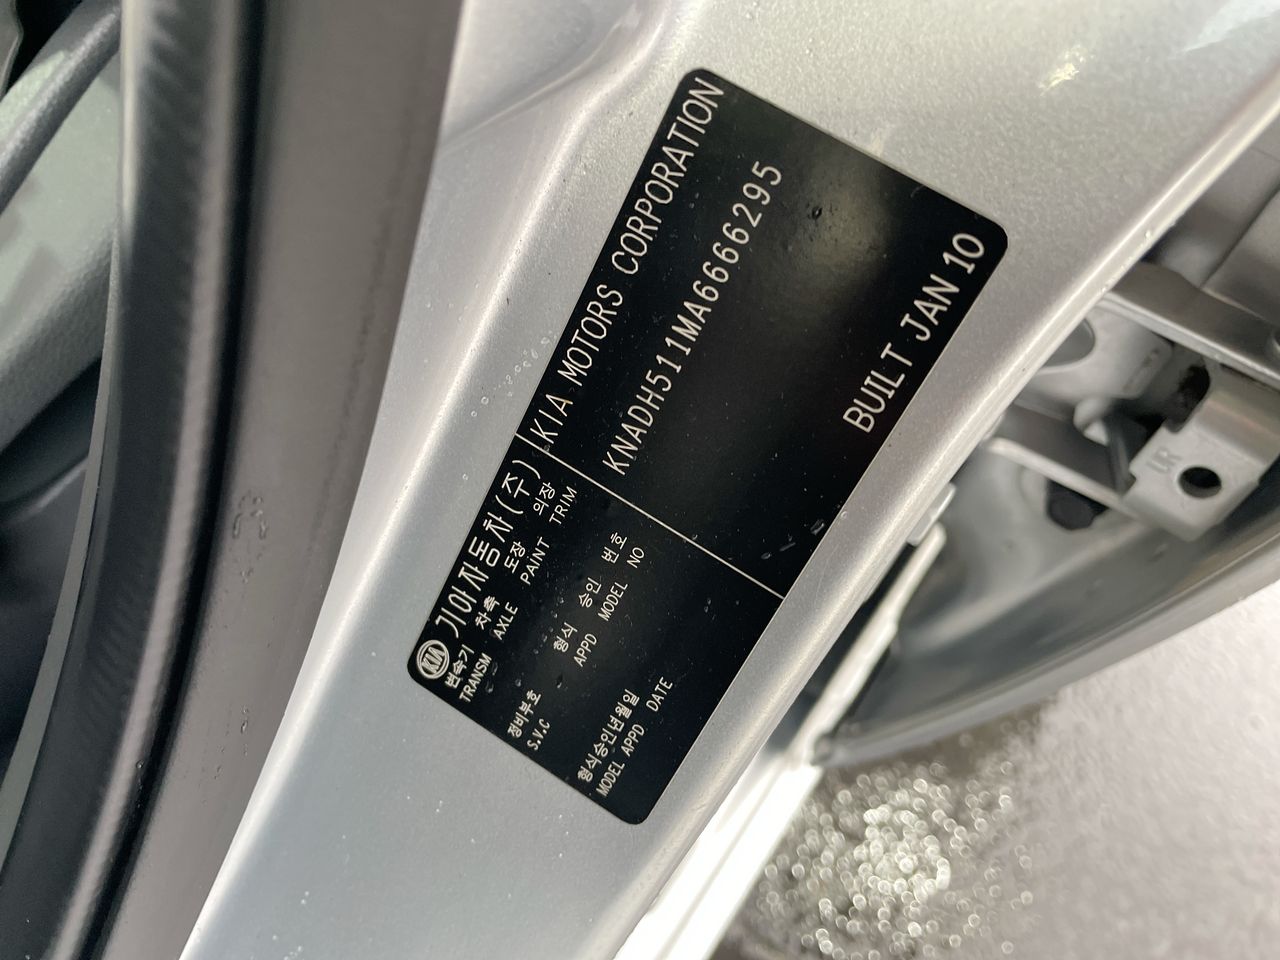 KIA 기아자동차(주) KIA MOTORS CORPORATION
변속기 차축 도장 의장
TRANSM AXLE PAINT TRIM
KNADH511MA6666295
정비부호 형식 승인 번호
S.V.C APPD MODEL NO
형식승인년월일
MODEL APPD DATE
BUILT JAN 10
UR